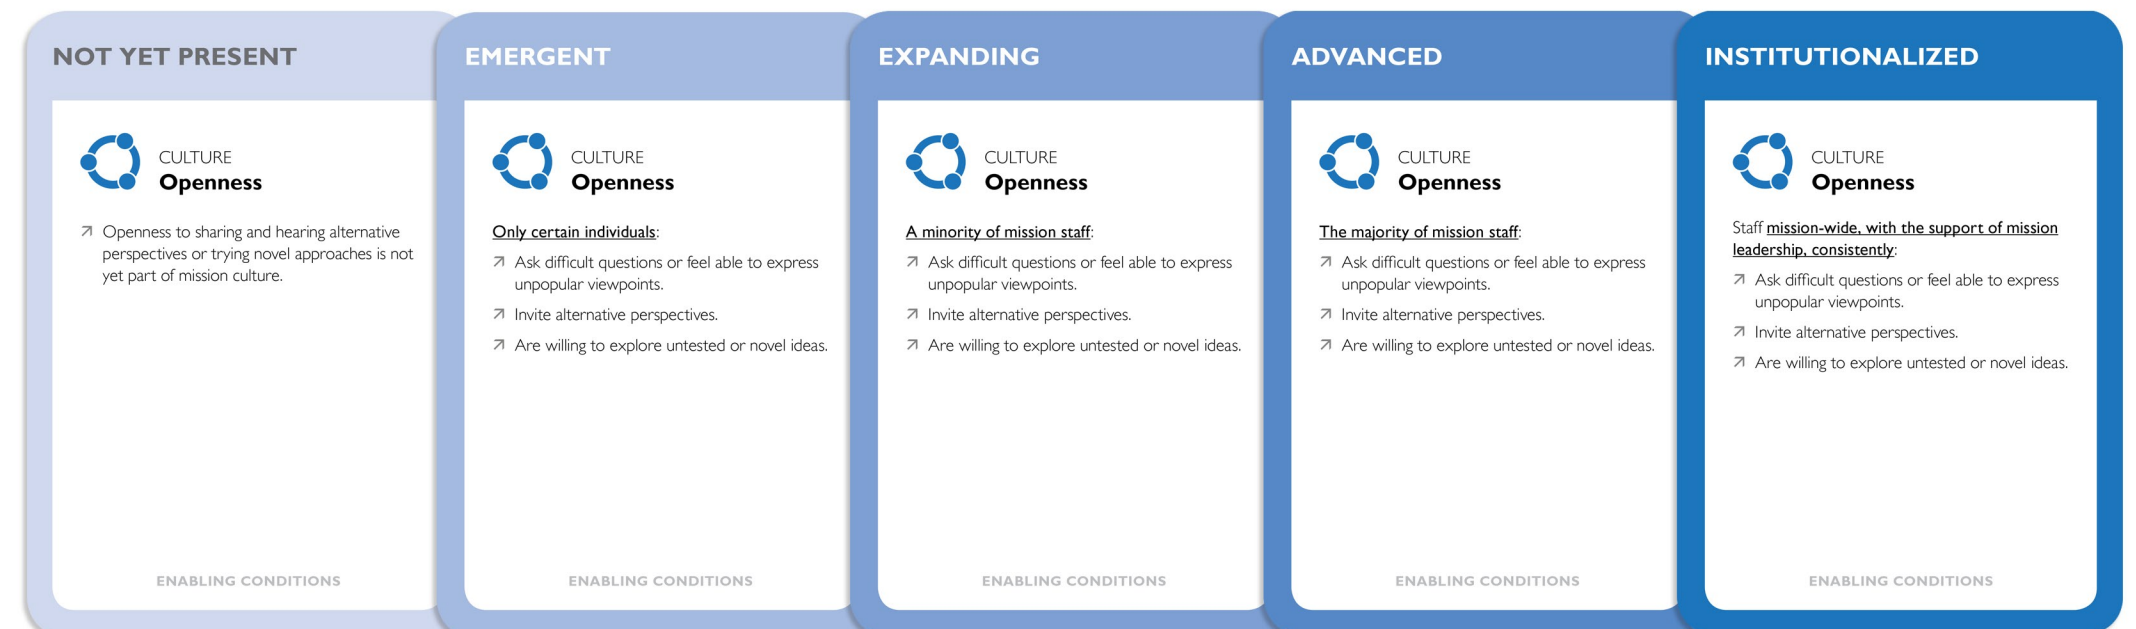 NOT YET PRESENT
CULTURE
Openness
Openness to sharing and hearing alternative
perspectives or trying novel approaches is not
yet part of mission culture.
ENABLING CONDITIONS
EMERGENT
CULTURE
Openness
Only certain individuals:
Ask difficult questions or feel able to express
unpopular viewpoints.
Invite alternative perspectives.
Are willing to explore untested or novel ideas.
ENABLING CONDITIONS
EXPANDING
CULTURE
Openness
A minority of mission staff:
Ask difficult questions or feel able to express
unpopular viewpoints.
Invite alternative perspectives.
Are willing to explore untested or novel ideas.
ENABLING CONDITIONS
ADVANCED
CULTURE
Openness
The majority of mission staff:
Ask difficult questions or feel able to express
unpopular viewpoints.
Invite alternative perspectives.
Are willing to explore untested or novel ideas.
ENABLING CONDITIONS
INSTITUTIONALIZED
CULTURE
Openness
Staff mission-wide, with the support of mission
leadership, consistently:
Ask difficult questions or feel able to express
unpopular viewpoints.
Invite alternative perspectives.
Are willing to explore untested or novel ideas.
ENABLING CONDITIONS